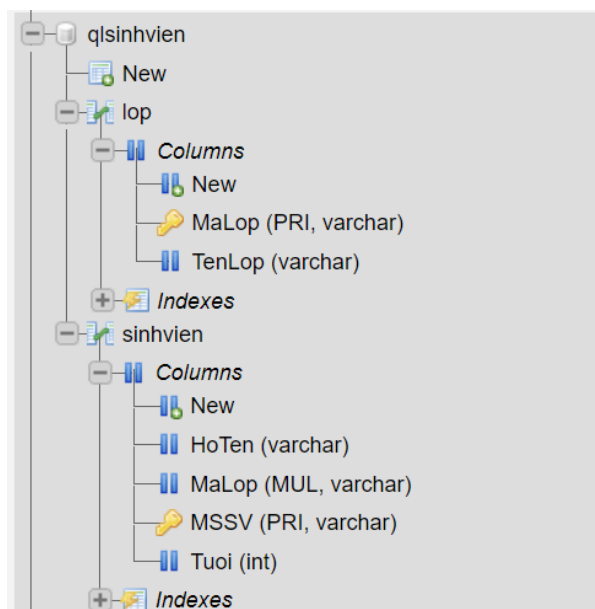 qlsinhvien
New
lop
Columns
New
MaLop (PRI, varchar)
TenLop (varchar)
Indexes
sinhvien
Columns
New
HoTen (varchar)
MaLop (MUL, varchar)
MSSV (PRI, varchar)
Tuoi (int)
Indexes